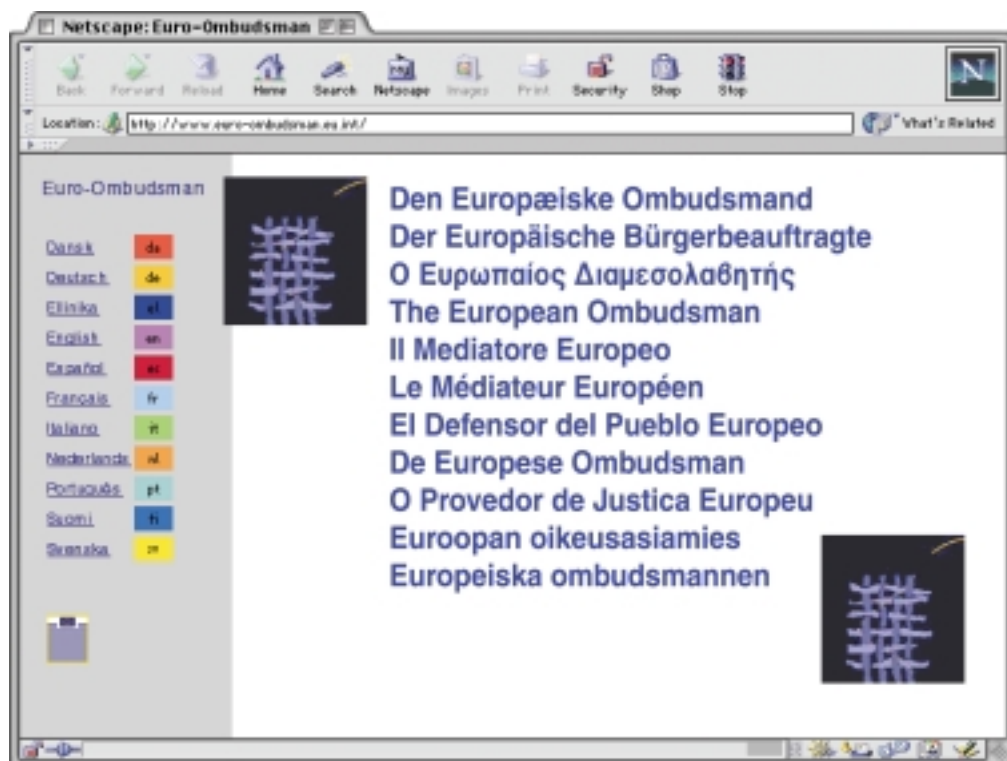 Netscape: Euro-Ombudsman
Back Forward Reload Home Search Netscape Images Print Security Shop Stop
N
Location: http://www.euro-ombudsman.eu.int/ What's Related
Euro-Ombudsman
Dansk da
Deutsch de
Ellinika el
English en
Español es
Français fr
Italiano it
Nederlands nl
Português pt
Suomi fi
Svenska
Den Europæiske Ombudsmand
Der Europäische Bürgerbeauftragte
Ο Ευρωπαίος Διαμεσολαβητής
The European Ombudsman
Il Mediatore Europeo
Le Médiateur Européen
El Defensor del Pueblo Europeo
De Europese Ombudsman
O Provedor de Justica Europeu
Euroopan oikeusasiamies
Europeiska ombudsmannen